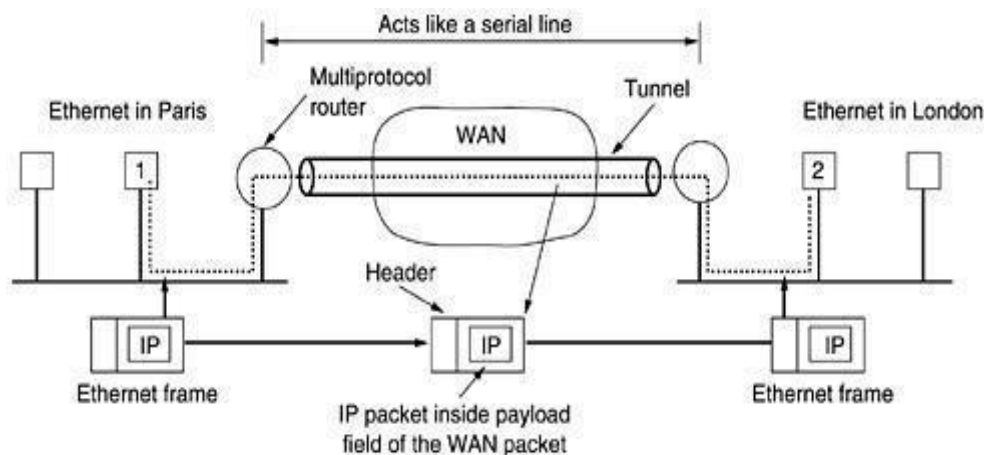 Acts like a serial line
Multiprotocol
router
Tunnel
Ethernet in Paris
Ethernet in London
WAN
1
2
Header
IP
IP
IP
Ethernet frame
Ethernet frame
IP packet inside payload
field of the WAN packet